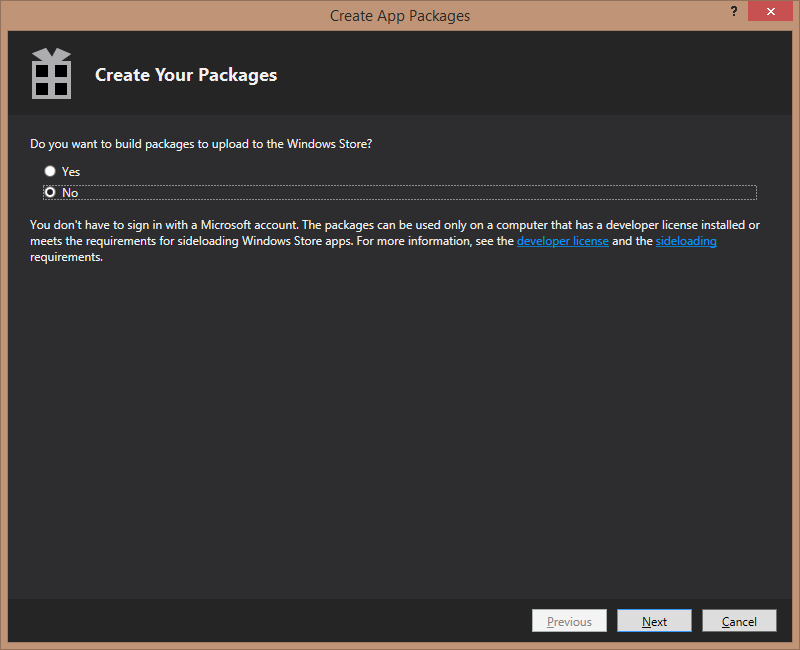 Create App Packages
?
Create Your Packages
Do you want to build packages to upload to the Windows Store?
Yes
No
You don't have to sign in with a Microsoft account. The packages can be used only on a computer that has a developer license installed or
meets the requirements for sideloading Windows Store apps. For more information, see the developer license and the sideloading
requirements.
Previous Next Cancel